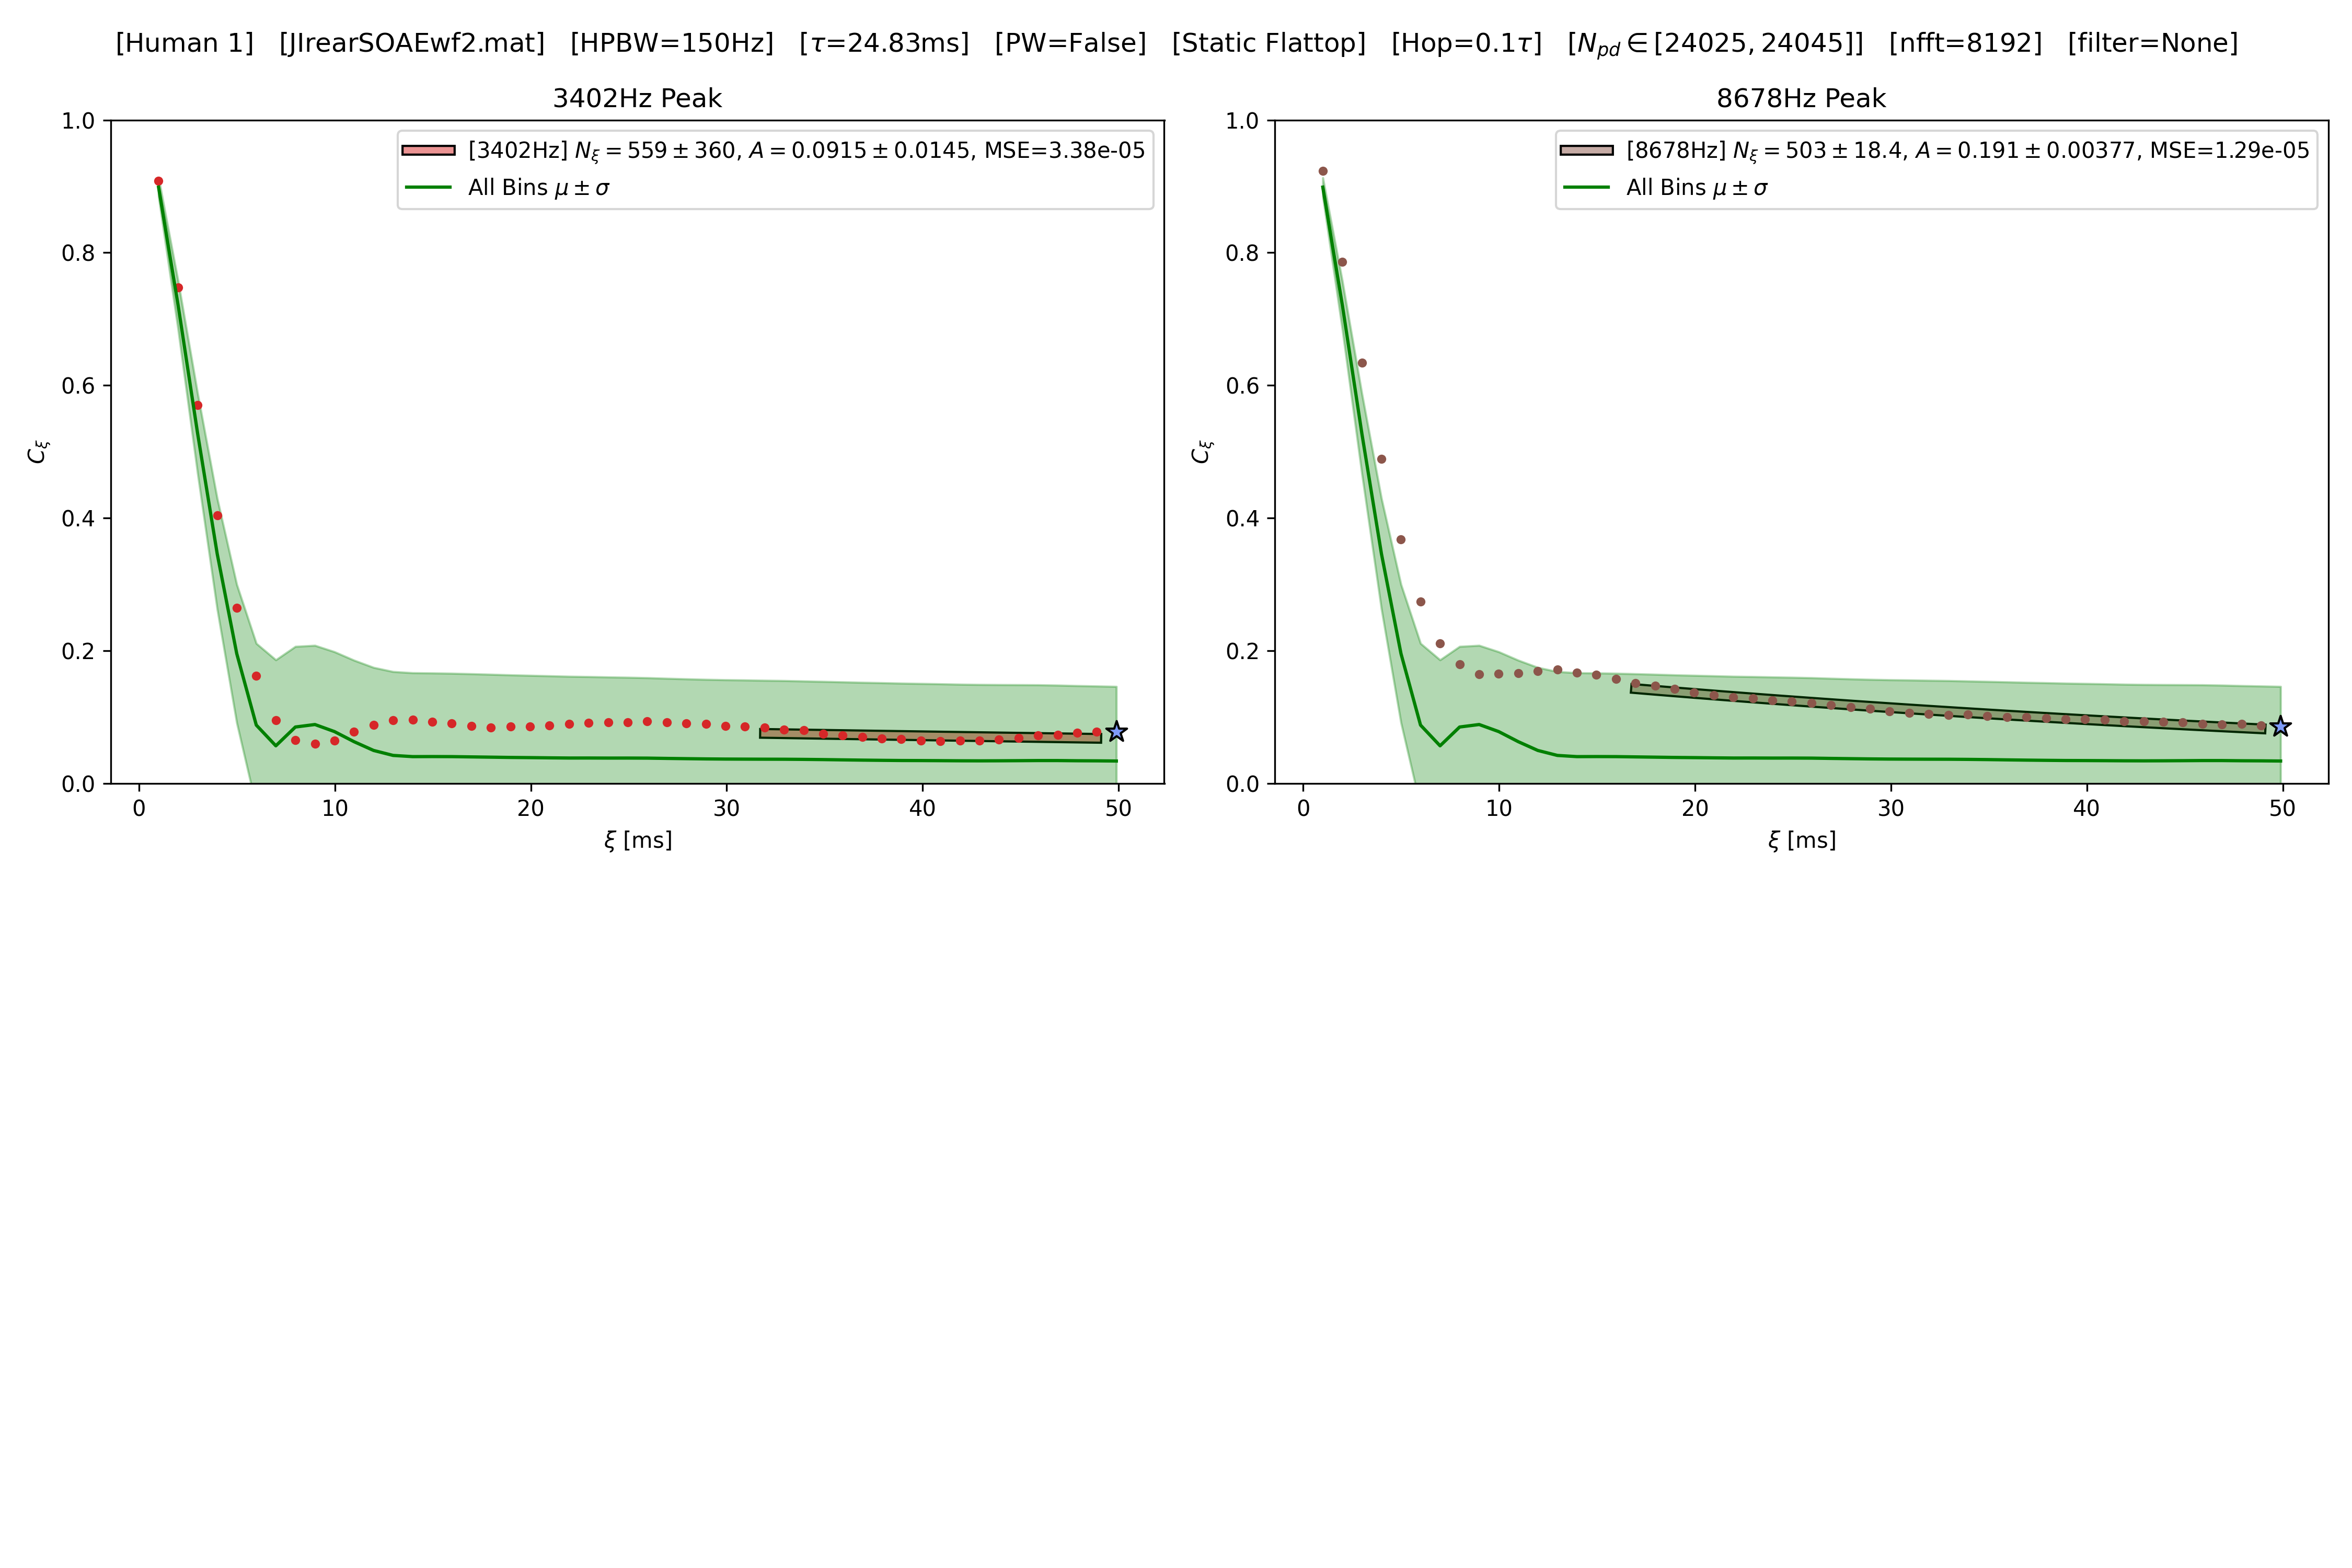 [Human 1] [JIrearSOAEwf2.mat] [HPBW=150Hz] [τ=24.83ms] [PW=False] [Static Flattop] [Hop=0.1τ] [N_pd ∈ [24025, 24045]] [nfft=8192] [filter=None]
3402Hz Peak
[3402Hz] N_ξ = 559 ± 360, A = 0.0915 ± 0.0145, MSE=3.38e-05
All Bins μ ± σ
1.0
0.8
0.6
0.4
0.2
0.0
C_ξ
0 10 20 30 40 50
ξ [ms]
8678Hz Peak
[8678Hz] N_ξ = 503 ± 18.4, A = 0.191 ± 0.00377, MSE=1.29e-05
All Bins μ ± σ
1.0
0.8
0.6
0.4
0.2
0.0
C_ξ
0 10 20 30 40 50
ξ [ms]